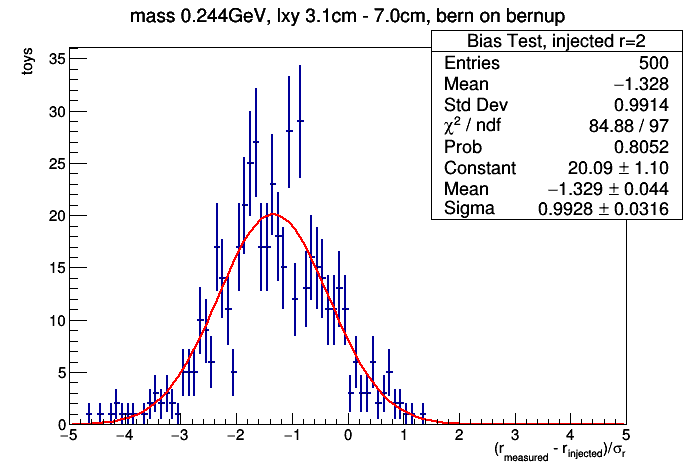 mass 0.244GeV, lxy 3.1cm - 7.0cm, bern on bernup
Bias Test, injected r=2
Entries 500
Mean −1.328
Std Dev 0.9914
χ² / ndf 84.88 / 97
Prob 0.8052
Constant 20.09 ± 1.10
Mean −1.329 ± 0.044
Sigma 0.9928 ± 0.0316
toys
35
30
25
20
15
10
5
0
−5 −4 −3 −2 −1 0 1 2 3 4 5
(r_measured - r_injected)/σ_r